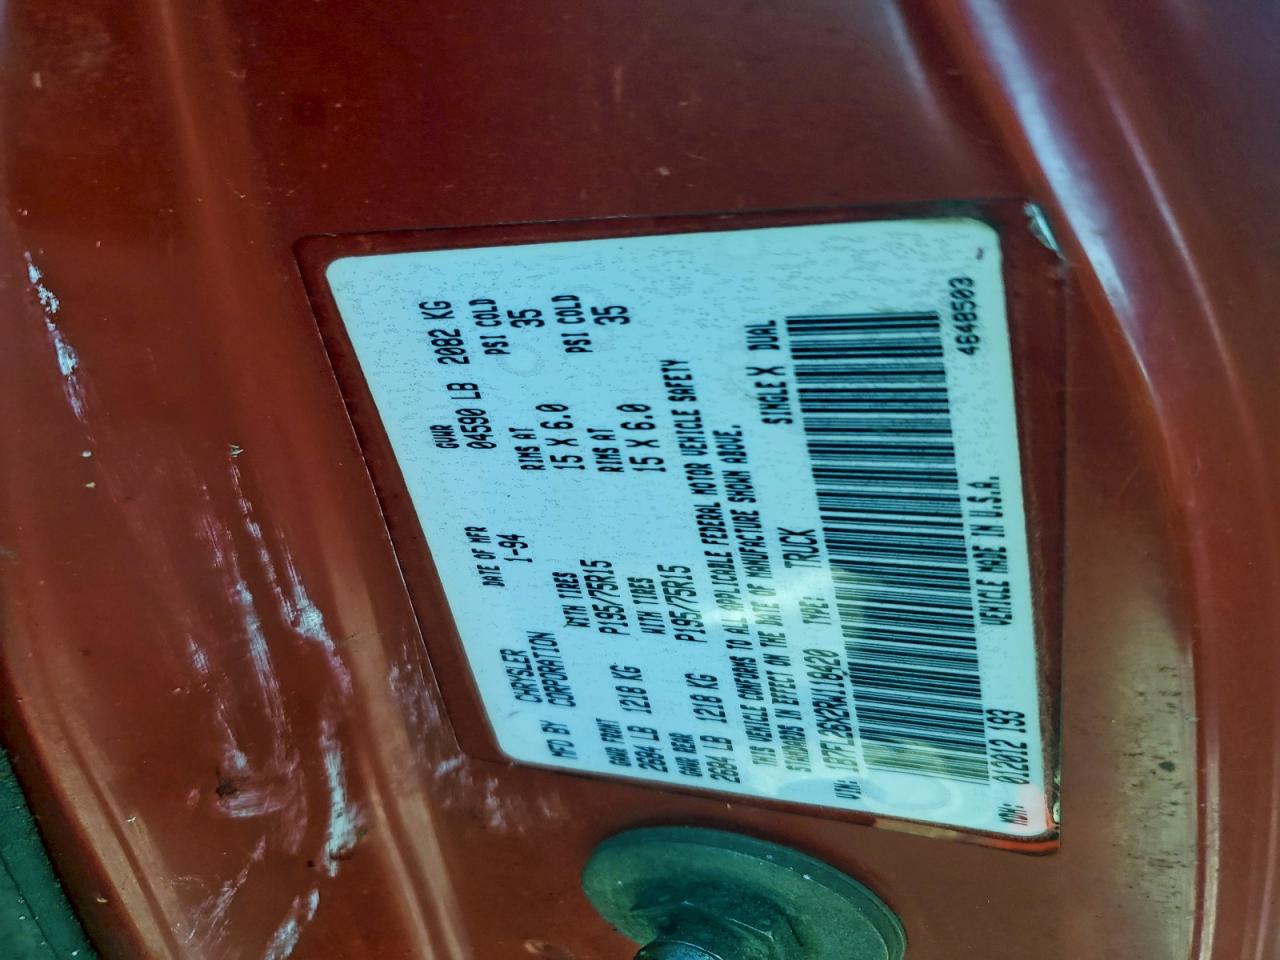 MFD BY CHRYSLER CORPORATION DATE OF MFR 1-94 GVWR 04590 LB 2082 KG
GAWR FRONT WITH TIRES RIMS AT PSI COLD
2684 LB 1218 KG P195/75R15 15 X 6.0 35
GAWR REAR WITH TIRES RIMS AT PSI COLD
2684 LB 1218 KG P195/75R15 15 X 6.0 35
THIS VEHICLE CONFORMS TO ALL APPLICABLE FEDERAL MOTOR VEHICLE SAFETY
STANDARDS IN EFFECT ON THE DATE OF MANUFACTURE SHOWN ABOVE.
VIN: TYPE: TRUCK SINGLE X DUAL
MDH: 012012 193 VEHICLE MADE IN U.S.A. 4648503